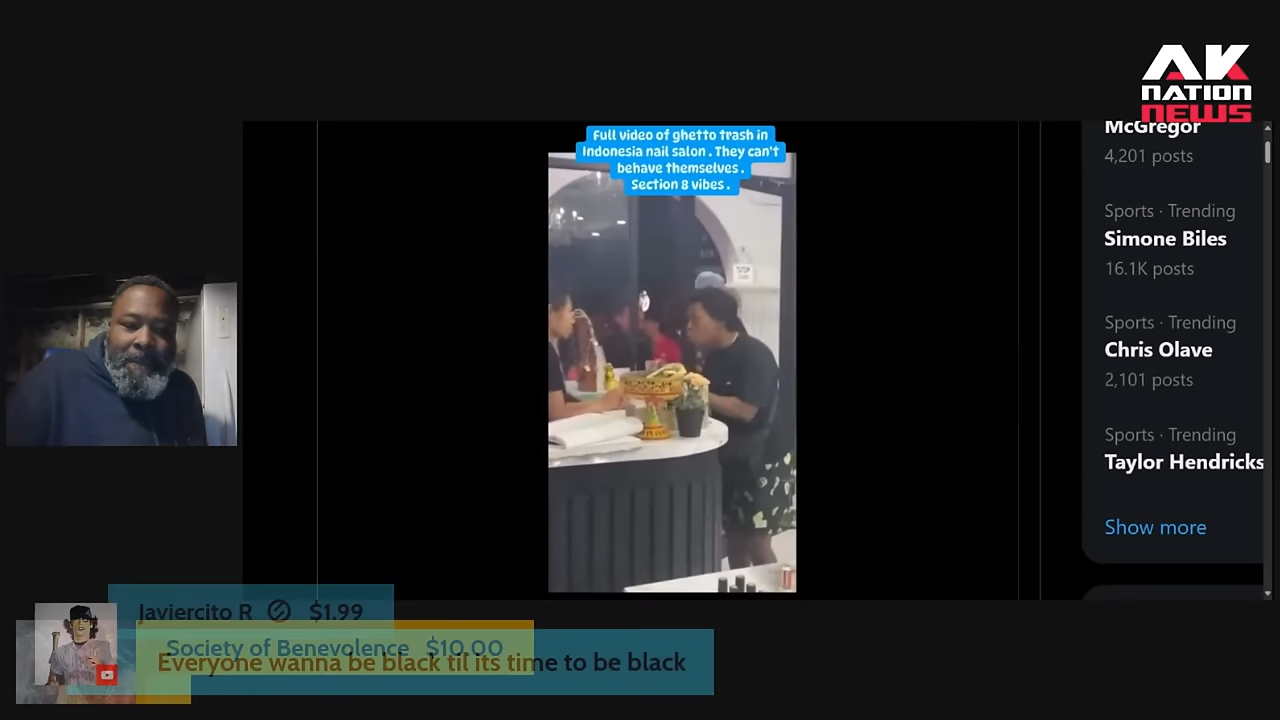 AK
NATION
NEWS
Full video of ghetto trash in
Indonesia nail salon . They can't
behave themselves .
Section 8 vibes .
McGregor
4,201 posts
Sports · Trending
Simone Biles
16.1K posts
Sports · Trending
Chris Olave
2,101 posts
Sports · Trending
Taylor Hendricks
Show more
Javiercito R $1.99
Society of Benevolence $10.00
Everyone wanna be black til its time to be black